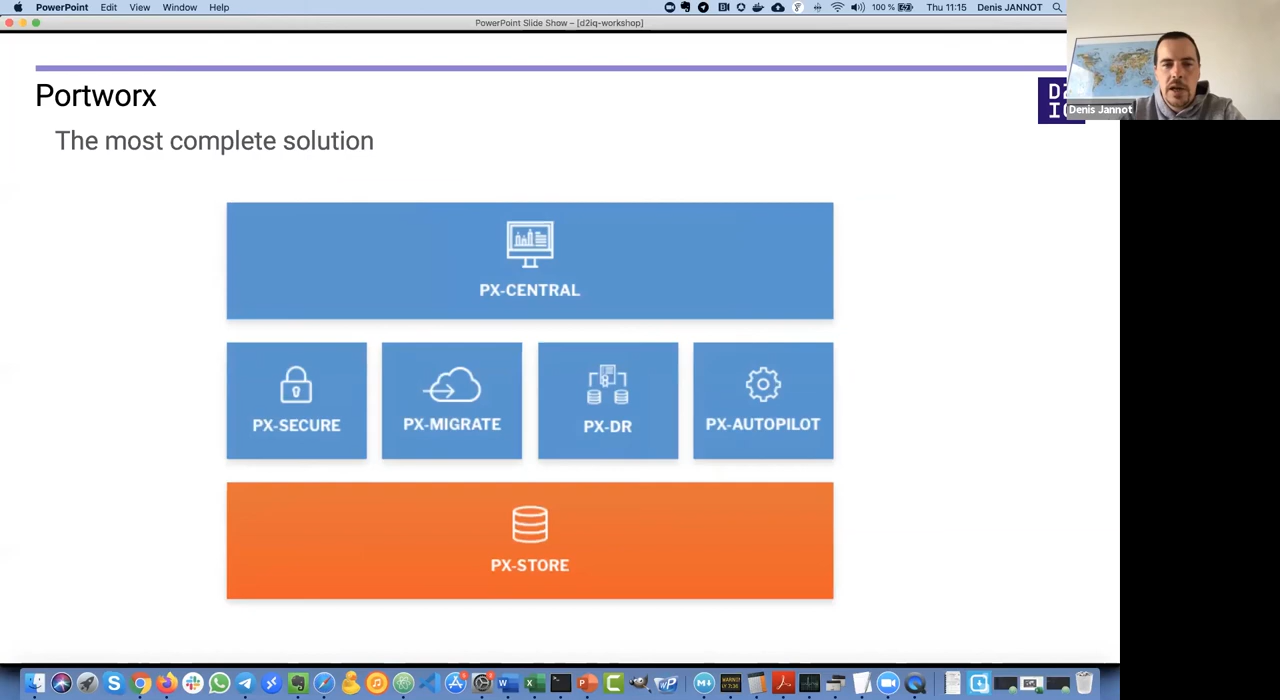 PowerPoint Edit View Window Help 100 % Thu 11:15 Denis JANNOT
PowerPoint Slide Show – [d2iq-workshop]
Portworx
The most complete solution
Denis Jannot
PX-CENTRAL
PX-SECURE PX-MIGRATE PX-DR PX-AUTOPILOT
PX-STORE